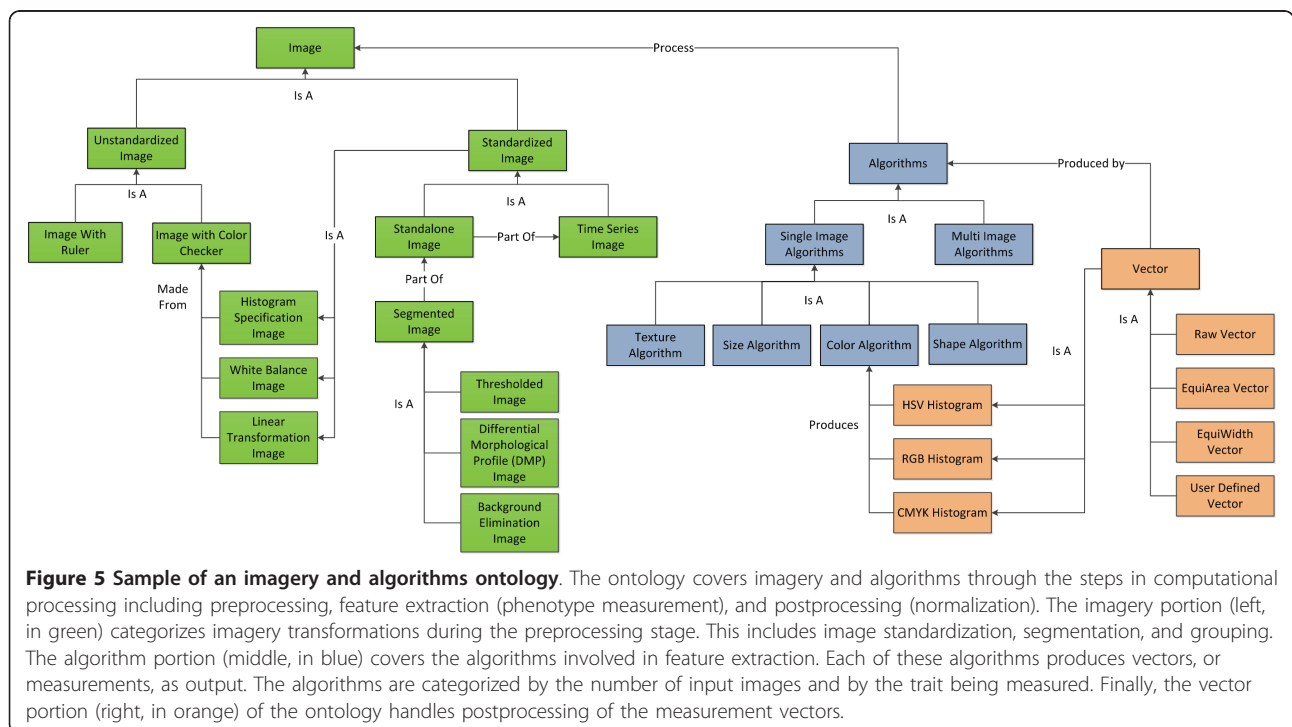 Image
Process
Is A
Unstandardized
Image
Standardized
Image
Algorithms
Produced by
Is A
Is A
Is A
Is A
Image With
Ruler
Image with Color
Checker
Standalone
Image
Part Of
Time Series
Image
Single Image
Algorithms
Multi Image
Algorithms
Vector
Made
From
Part Of
Is A
Is A
Histogram
Specification
Image
Segmented
Image
Texture
Algorithm
Size Algorithm
Color Algorithm
Shape Algorithm
Is A
Is A
Raw Vector
White Balance
Image
Thresholded
Image
HSV Histogram
EquiArea Vector
Is A
Produces
Linear
Transformation
Image
Differential
Morphological
Profile (DMP)
Image
RGB Histogram
EquiWidth
Vector
Background
Elimination
Image
CMYK Histogram
User Defined
Vector
Figure 5 Sample of an imagery and algorithms ontology. The ontology covers imagery and algorithms through the steps in computational
processing including preprocessing, feature extraction (phenotype measurement), and postprocessing (normalization). The imagery portion (left,
in green) categorizes imagery transformations during the preprocessing stage. This includes image standardization, segmentation, and grouping.
The algorithm portion (middle, in blue) covers the algorithms involved in feature extraction. Each of these algorithms produces vectors, or
measurements, as output. The algorithms are categorized by the number of input images and by the trait being measured. Finally, the vector
portion (right, in orange) of the ontology handles postprocessing of the measurement vectors.